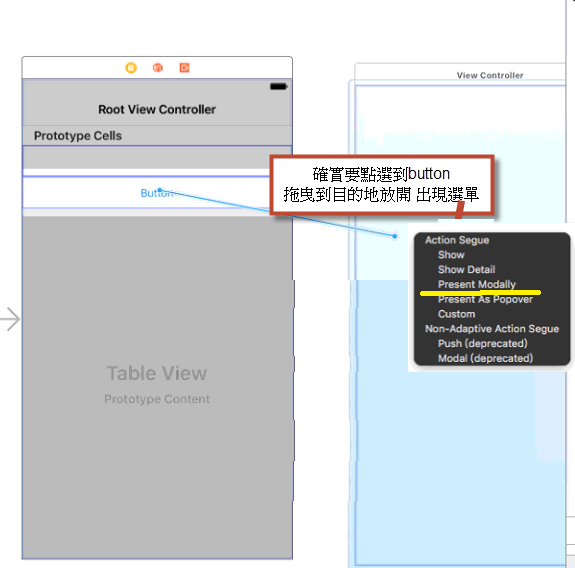 View Controller
Root View Controller
Prototype Cells
確實要點選到button
拖曳到目的地放開 出現選單
Button
Action Segue
Show
Show Detail
Present Modally
Present As Popover
Custom
Non-Adaptive Action Segue
Push (deprecated)
Modal (deprecated)
Table View
Prototype Content